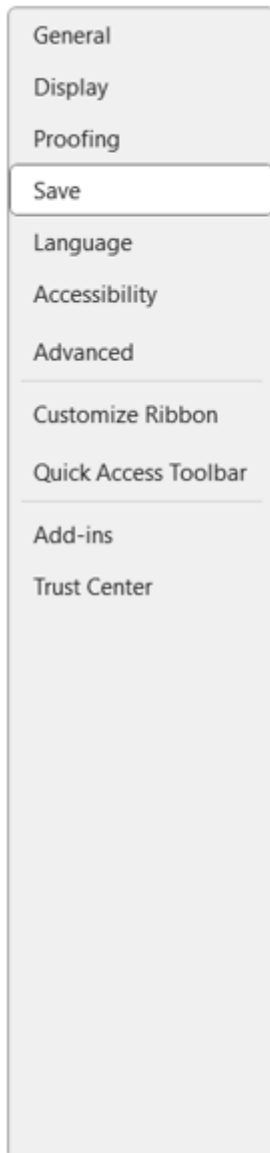 General
Display
Proofing
Save
Language
Accessibility
Advanced
Customize Ribbon
Quick Access Toolbar
Add-ins
Trust Center